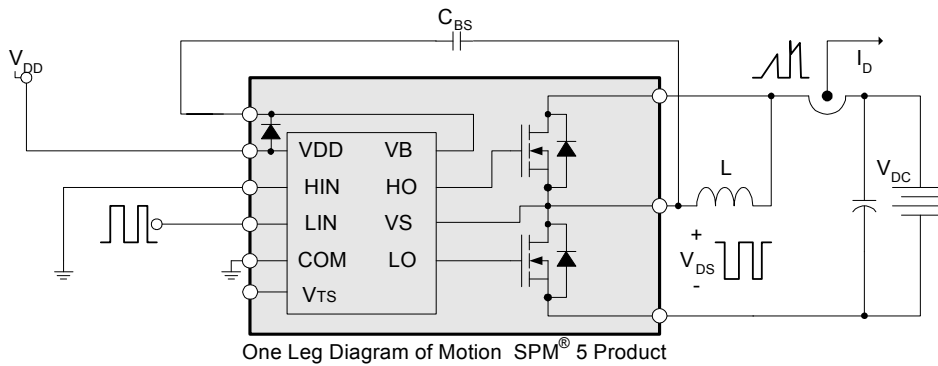 C_BS
V_DD
I_D
VDD VB
HIN HO
LIN VS
COM LO
V_TS
L
V_DC
+
V_DS
-
One Leg Diagram of Motion SPM® 5 Product